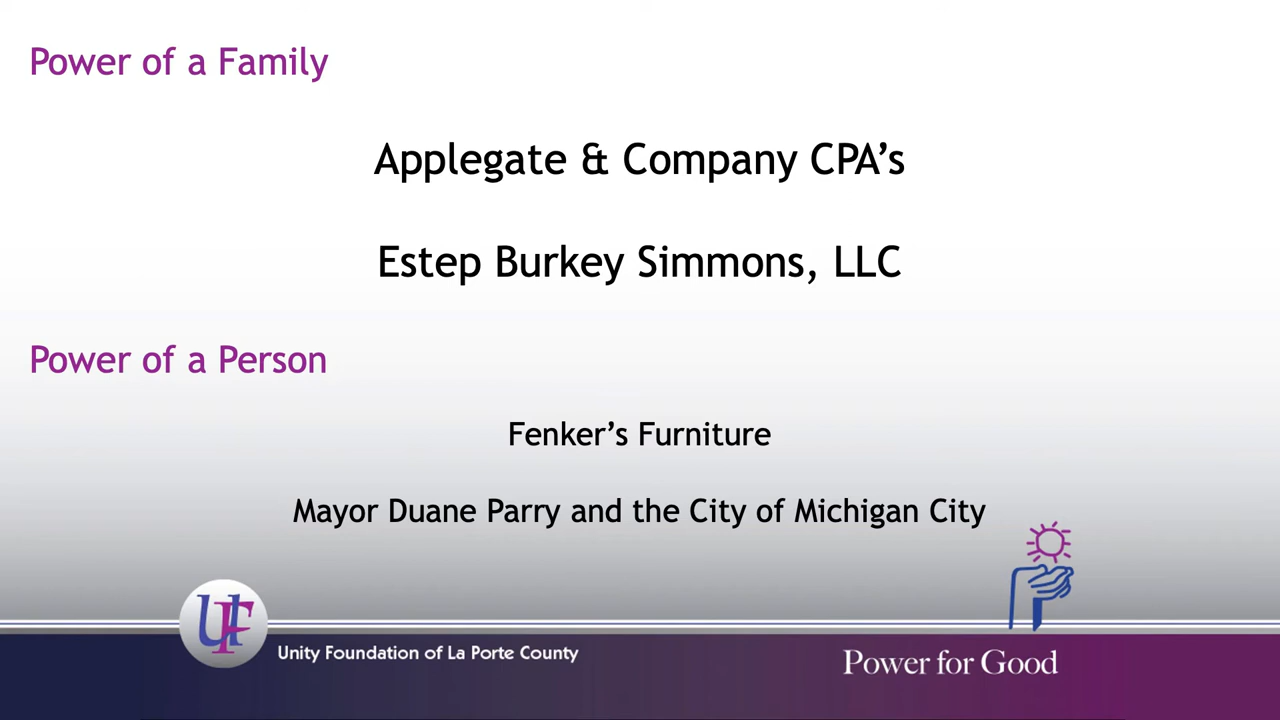 Power of a Family
Applegate & Company CPA’s
Estep Burkey Simmons, LLC
Power of a Person
Fenker’s Furniture
Mayor Duane Parry and the City of Michigan City
UF
Unity Foundation of La Porte County
Power for Good